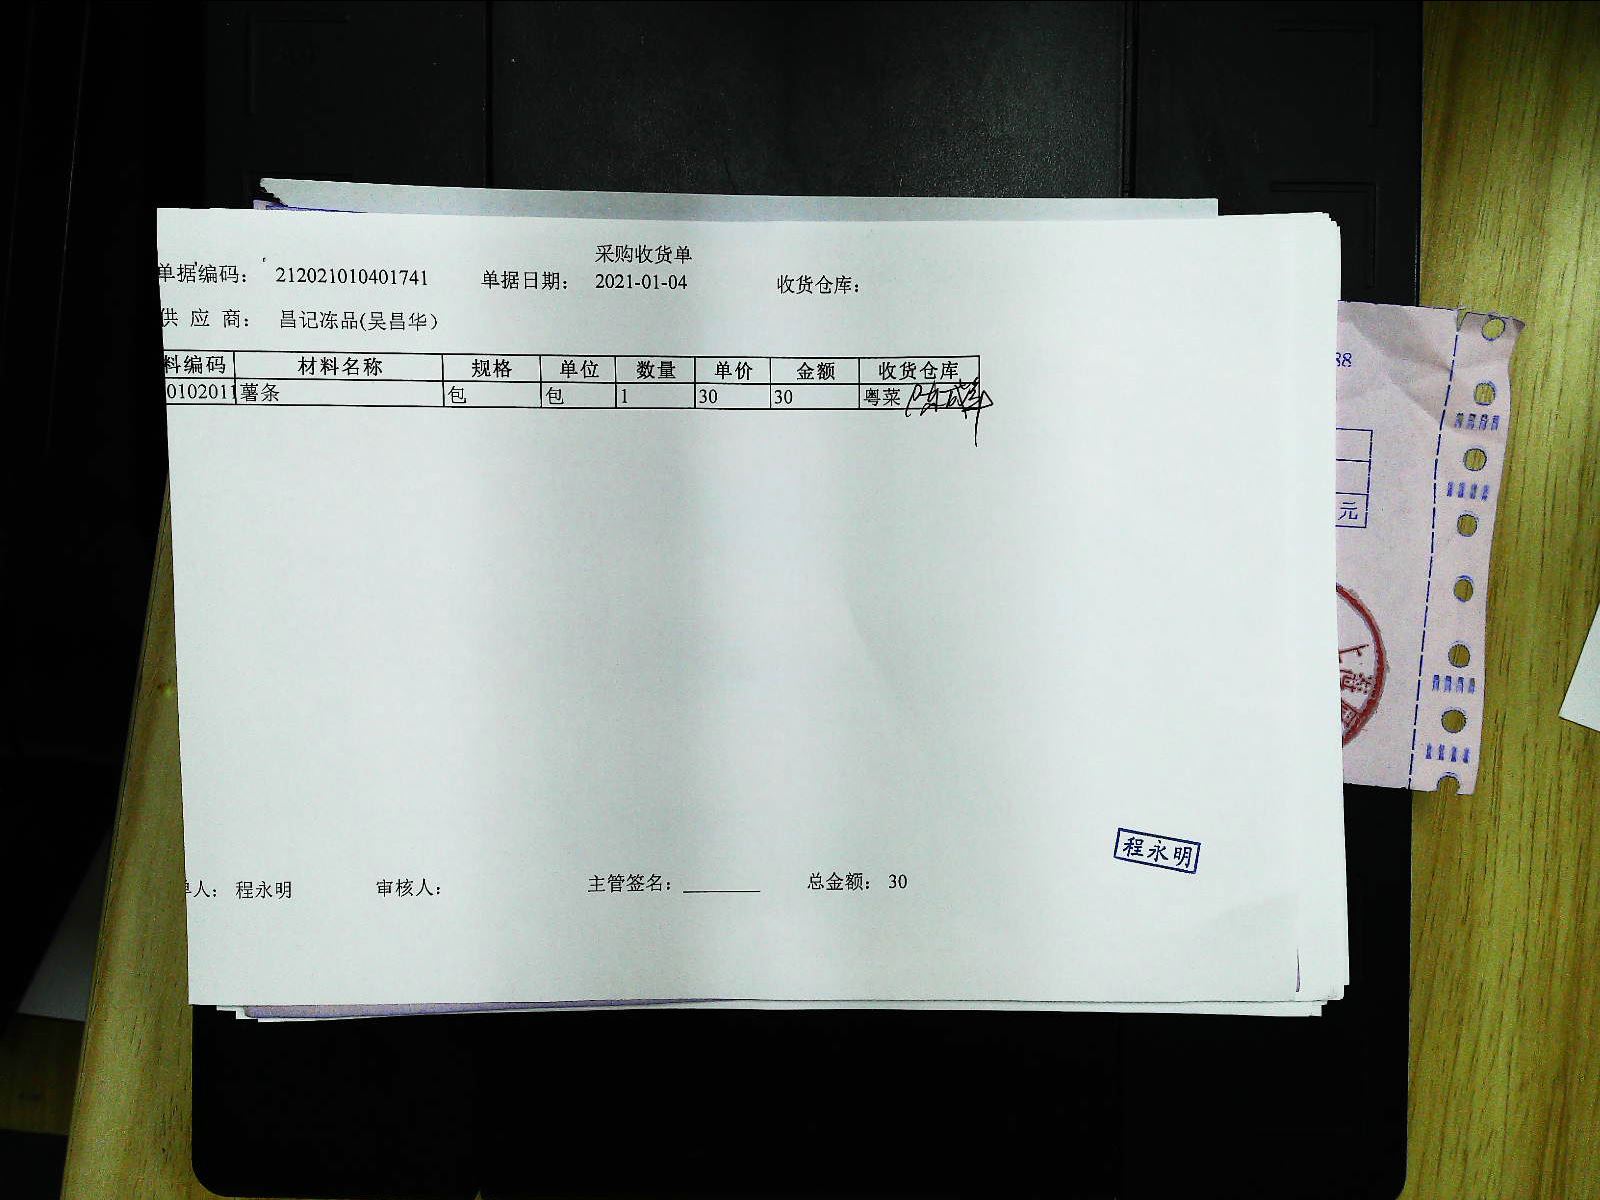 采购收货单
单据编码： 212021010401741 单据日期： 2021-01-04 收货仓库：
供 应 商： 昌记冻品(吴昌华）
料编码 材料名称 规格 单位 数量 单价 金额 收货仓库
0102011 薯条 包 包 1 30 30 粤菜
单人： 程永明 审核人： 主管签名： 总金额： 30
程永明
88
元
上海